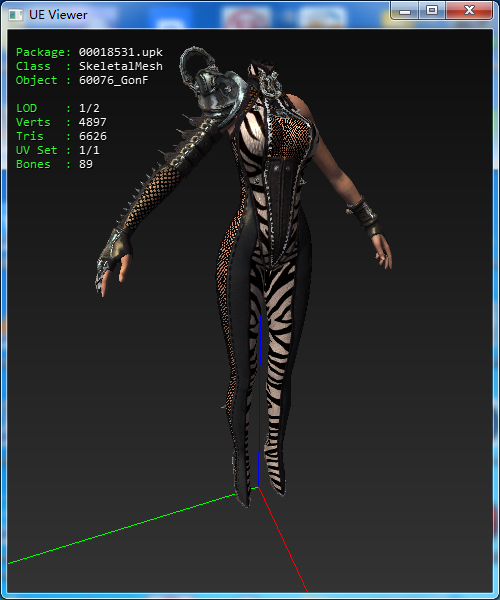 UE Viewer
Package: 00018531.upk
Class : SkeletalMesh
Object : 60076_GonF
LOD : 1/2
Verts : 4897
Tris : 6626
UV Set : 1/1
Bones : 89